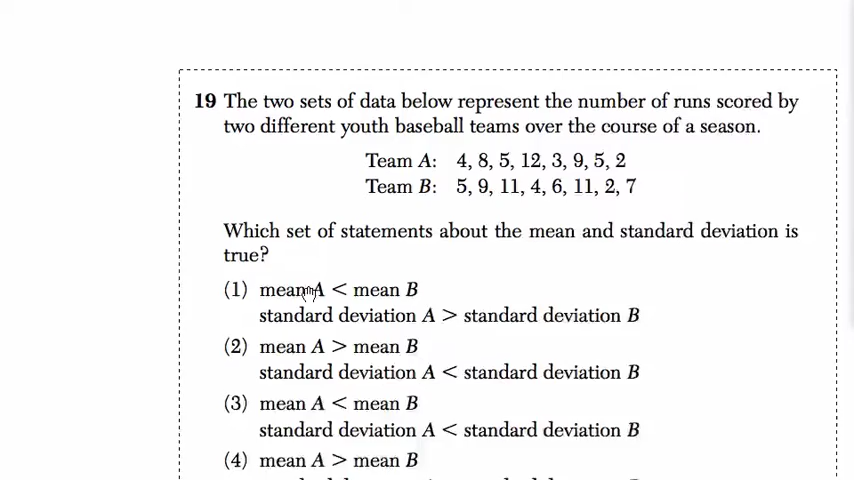 19 The two sets of data below represent the number of runs scored by
two different youth baseball teams over the course of a season.
Team A: 4, 8, 5, 12, 3, 9, 5, 2
Team B: 5, 9, 11, 4, 6, 11, 2, 7
Which set of statements about the mean and standard deviation is
true?
(1) mean A < mean B
standard deviation A > standard deviation B
(2) mean A > mean B
standard deviation A < standard deviation B
(3) mean A < mean B
standard deviation A < standard deviation B
(4) mean A > mean B